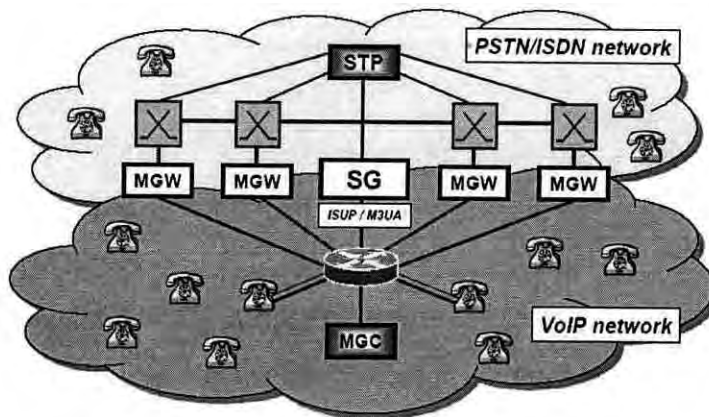 PSTN/ISDN network
STP
MGW
MGW
SG
MGW
MGW
ISUP / M3UA
VoIP network
MGC